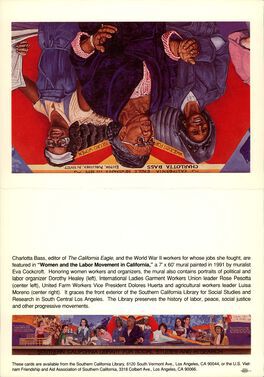 CHARLOTTA BASS
Charlotta Bass, editor of The California Eagle, and the World War II workers for whose jobs she fought, are
featured in "Women and the Labor Movement in California," a 7' x 60' mural painted in 1991 by muralist
Eva Cockcroft. Honoring women workers and organizers, the mural also contains portraits of political and
labor organizer Dorothy Healey (left), International Ladies Garment Workers Union leader Rose Pesotta
(center left), United Farm Workers Vice President Dolores Huerta and agricultural workers leader Luisa
Moreno (center right). It graces the front exterior of the Southern California Library for Social Studies and
Research in South Central Los Angeles. The Library preserves the history of labor, peace, social justice
and other progressive movements.
These cards are available from the Southern California Library, 6120 South Vermont Ave., Los Angeles, CA 90044, or the U.S. Viet-
nam Friendship and Aid Association of Southern California, 3318 Colbert Ave., Los Angeles, CA 90066.